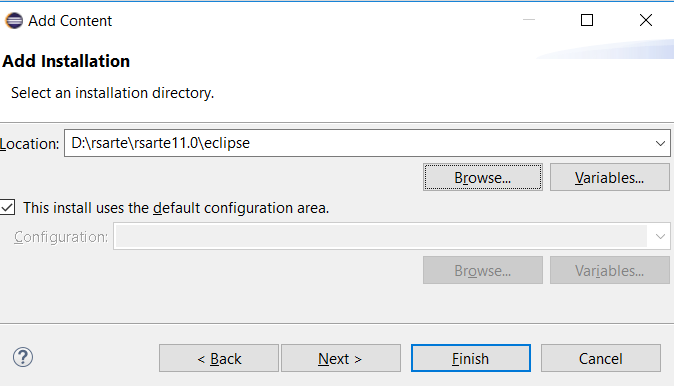 Add Content
Add Installation
Select an installation directory.
Location: D:\rsarte\rsarte11.0\eclipse
Browse... Variables...
This install uses the default configuration area.
Configuration:
Browse... Variables...
? < Back Next > Finish Cancel